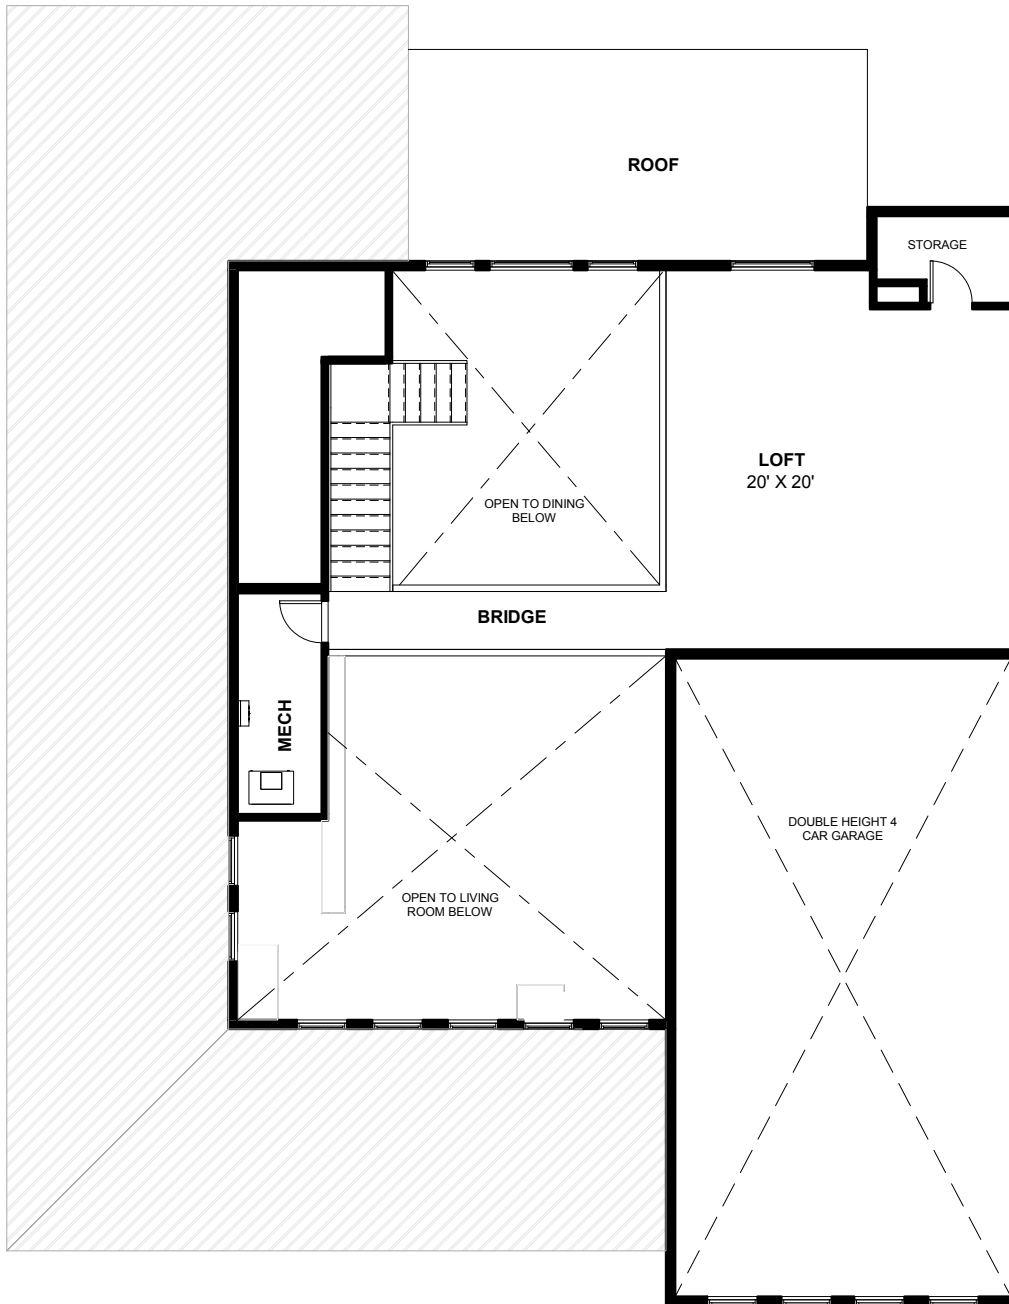 ROOF
STORAGE
LOFT
20' X 20'
OPEN TO DINING
BELOW
BRIDGE
MECH
DOUBLE HEIGHT 4
CAR GARAGE
OPEN TO LIVING
ROOM BELOW